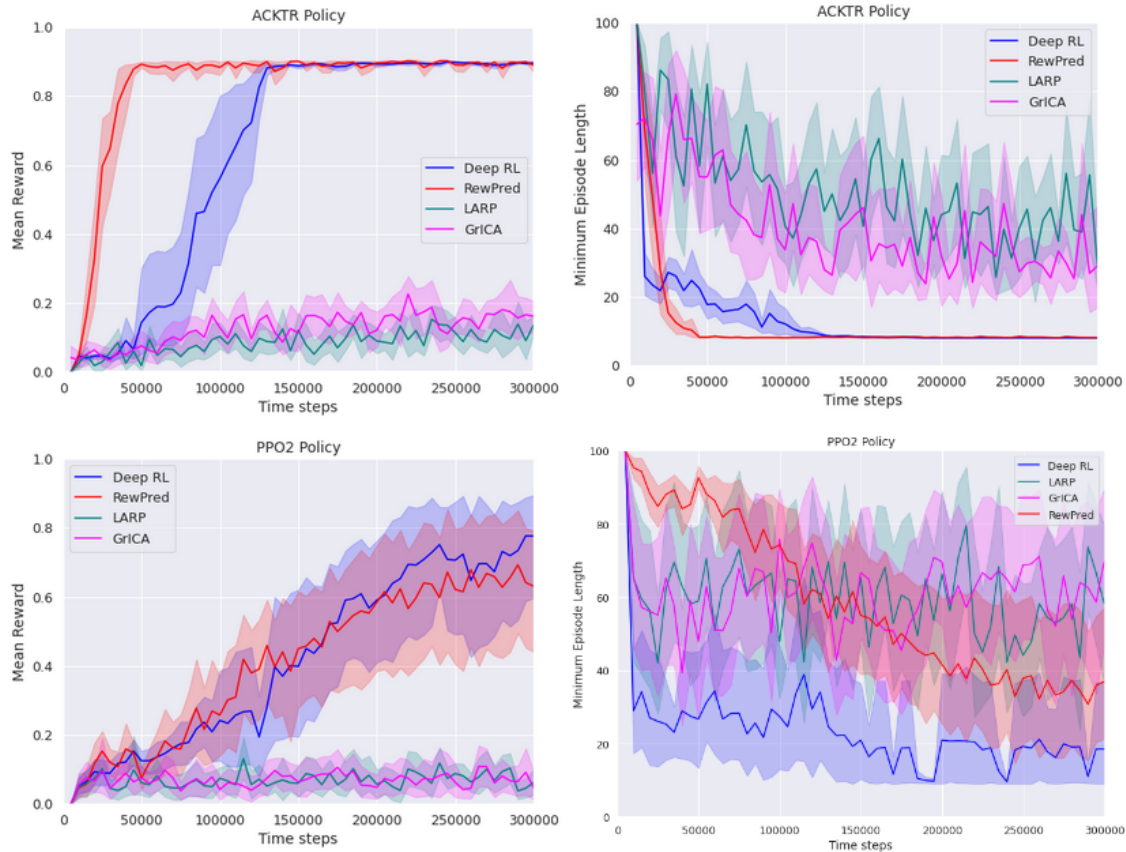 ACKTR Policy
1.0
0.8
0.6
0.4
0.2
0.0
Mean Reward
Deep RL
RewPred
LARP
GrICA
0
50000
100000
150000
200000
250000
300000
Time steps
ACKTR Policy
100
80
60
40
20
0
Minimum Episode Length
Deep RL
RewPred
LARP
GrICA
0
50000
100000
150000
200000
250000
300000
Time steps
PPO2 Policy
1.0
0.8
0.6
0.4
0.2
0.0
Mean Reward
Deep RL
RewPred
LARP
GrICA
0
50000
100000
150000
200000
250000
300000
Time steps
PPO2 Policy
100
80
60
40
20
0
Minimum Episode Length
Deep RL
LARP
GrICA
RewPred
0
50000
100000
150000
200000
250000
300000
Time steps